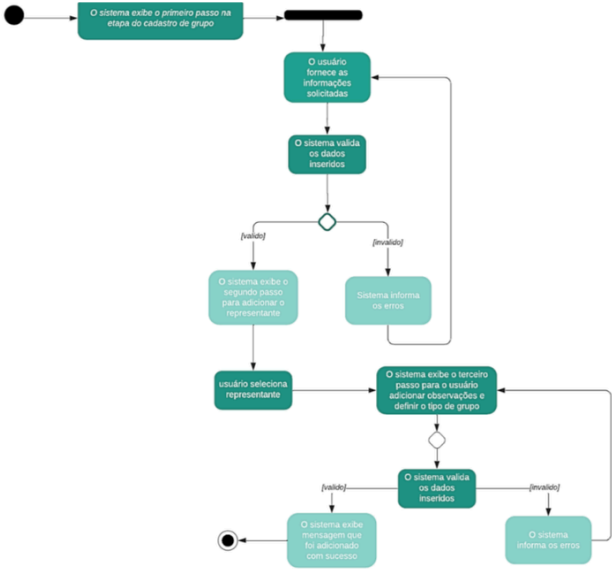 O sistema exibe o primeiro passo na
etapa do cadastro de grupo
O usuário
fornece as
informações
solicitadas
O sistema valida
os dados
inseridos
[valido]
[invalido]
O sistema exibe o
segundo passo
para adicionar o
representante
Sistema informa
os erros
usuário seleciona
representante
O sistema exibe o terceiro
passo para o usuário
adicionar observações e
definir o tipo de grupo
O sistema valida
os dados
inseridos
[valido]
[invalido]
O sistema exibe
mensagem que
foi adicionado
com sucesso
O sistema
informa os erros